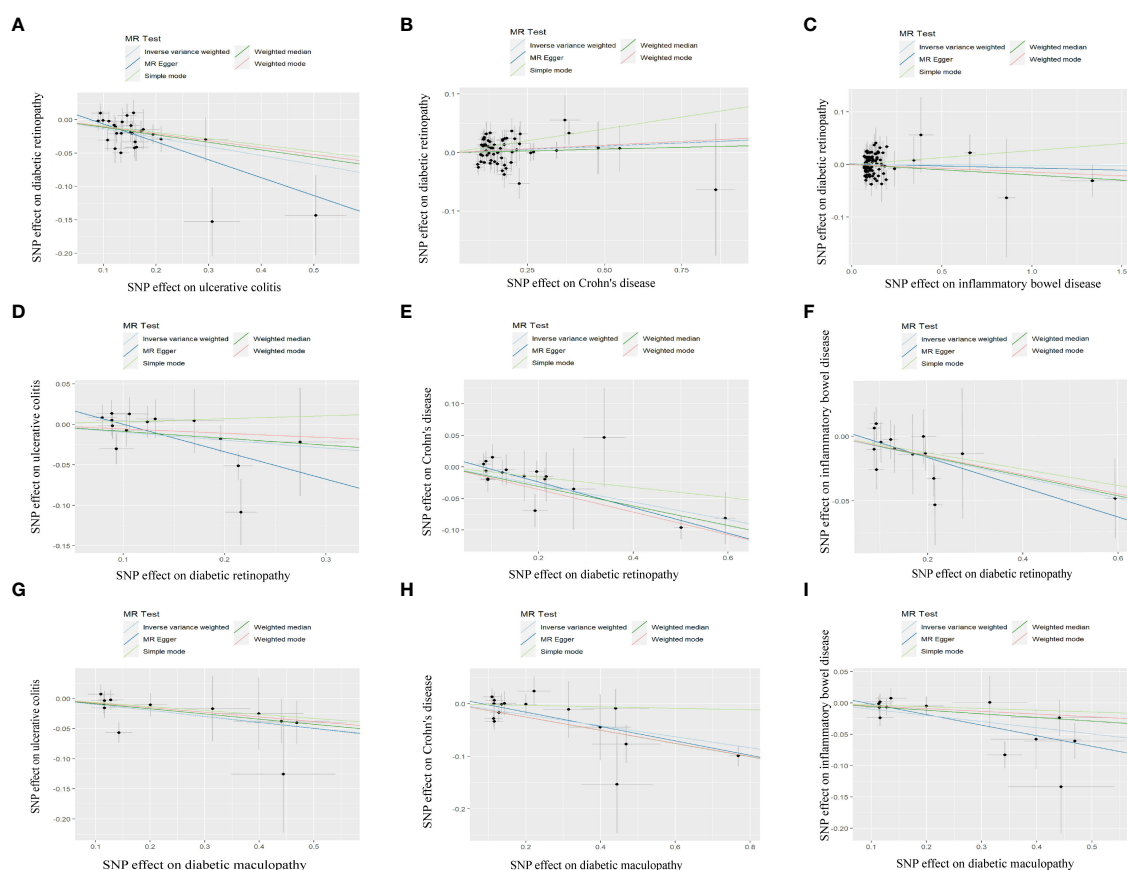 A
MR Test
Inverse variance weighted
Weighted median
MR Egger
Weighted mode
Simple mode
SNP effect on diabetic retinopathy
0.00
-0.05
-0.10
-0.15
-0.20
0.1
0.2
0.3
0.4
0.5
SNP effect on ulcerative colitis
B
MR Test
Inverse variance weighted
Weighted median
MR Egger
Weighted mode
Simple mode
SNP effect on diabetic retinopathy
0.1
0.0
-0.1
0.25
0.50
0.75
SNP effect on Crohn's disease
C
MR Test
Inverse variance weighted
Weighted median
MR Egger
Weighted mode
Simple mode
SNP effect on diabetic retinopathy
0.1
0.0
-0.1
0.0
0.5
1.0
1.5
SNP effect on inflammatory bowel disease
D
MR Test
Inverse variance weighted
Weighted median
MR Egger
Weighted mode
Simple mode
SNP effect on ulcerative colitis
0.05
0.00
-0.05
-0.10
-0.15
0.1
0.2
0.3
SNP effect on diabetic retinopathy
E
MR Test
Inverse variance weighted
Weighted median
MR Egger
Weighted mode
Simple mode
SNP effect on Crohn's disease
0.10
0.05
0.00
-0.05
-0.10
0.2
0.4
0.6
SNP effect on diabetic retinopathy
F
MR Test
Inverse variance weighted
Weighted median
MR Egger
Weighted mode
Simple mode
SNP effect on inflammatory bowel disease
0.00
-0.05
0.2
0.4
0.6
SNP effect on diabetic retinopathy
G
MR Test
Inverse variance weighted
Weighted median
MR Egger
Weighted mode
Simple mode
SNP effect on ulcerative colitis
0.00
-0.05
-0.10
-0.15
-0.20
0.1
0.2
0.3
0.4
0.5
SNP effect on diabetic maculopathy
H
MR Test
Inverse variance weighted
Weighted median
MR Egger
Weighted mode
Simple mode
SNP effect on Crohn's disease
0.1
0.0
-0.1
-0.2
0.2
0.4
0.6
0.8
SNP effect on diabetic maculopathy
I
MR Test
Inverse variance weighted
Weighted median
MR Egger
Weighted mode
Simple mode
SNP effect on inflammatory bowel disease
0.05
0.00
-0.05
-0.10
-0.15
-0.20
0.1
0.2
0.3
0.4
0.5
SNP effect on diabetic maculopathy